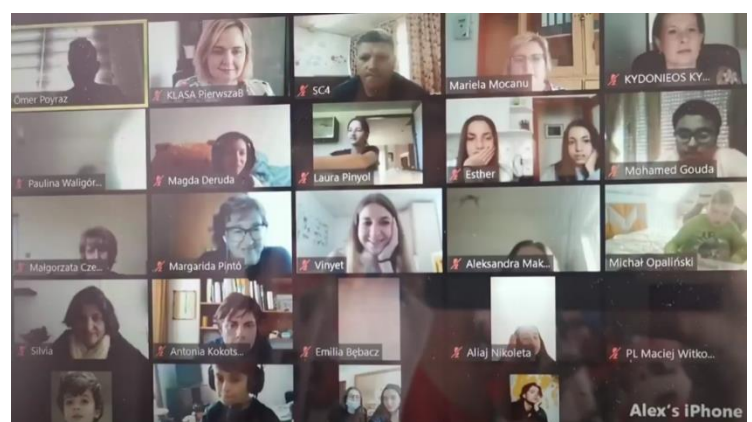 Ömer Poyraz
KLASA PierwszaB
SC4
Mariela Mocanu
KYDONIEOS KY...
Paulina Waligór...
Magda Deruda
Laura Pinyol
Esther
Mohamed Gouda
Małgorzata Cze...
Margarida Pintó
Vinyet
Aleksandra Mak...
Michał Opaliński
Silvia
Antonia Kokots...
Emilia Bębacz
Aliaj Nikoleta
PL Maciej Witko...
Alex's iPhone